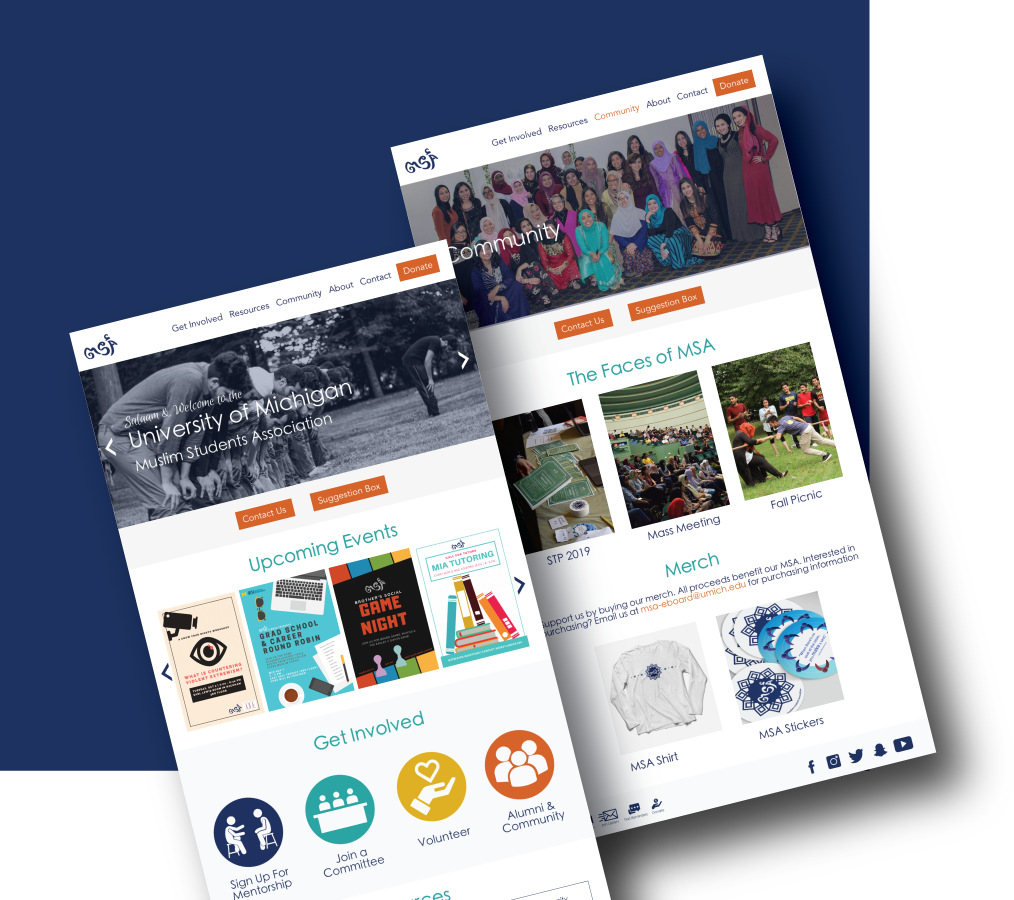 Get Involved Resources Community About Contact Donate
MSA
Community
Contact Us Suggestion Box
The Faces of MSA
STP 2019
Mass Meeting
Fall Picnic
Merch
Support us by buying our merch. All proceeds benefit our MSA. Interested in
purchasing? Email us at msa-eboard@umich.edu for purchasing information
MSA Shirt
MSA Stickers
Get Involved Resources Community About Contact Donate
MSA
Salaam & Welcome to the
University of Michigan
Muslim Students Association
Contact Us Suggestion Box
Upcoming Events
WHAT IS COUNTERING
VIOLENT EXTREMISM?
GRAD SCHOOL
& CAREER
ROUND ROBIN
BROTHER'S SOCIAL
GAME
NIGHT
CALL FOR TUTORS
MIA TUTORING
Get Involved
Sign Up For
Mentorship
Join a
Committee
Volunteer
Alumni &
Community